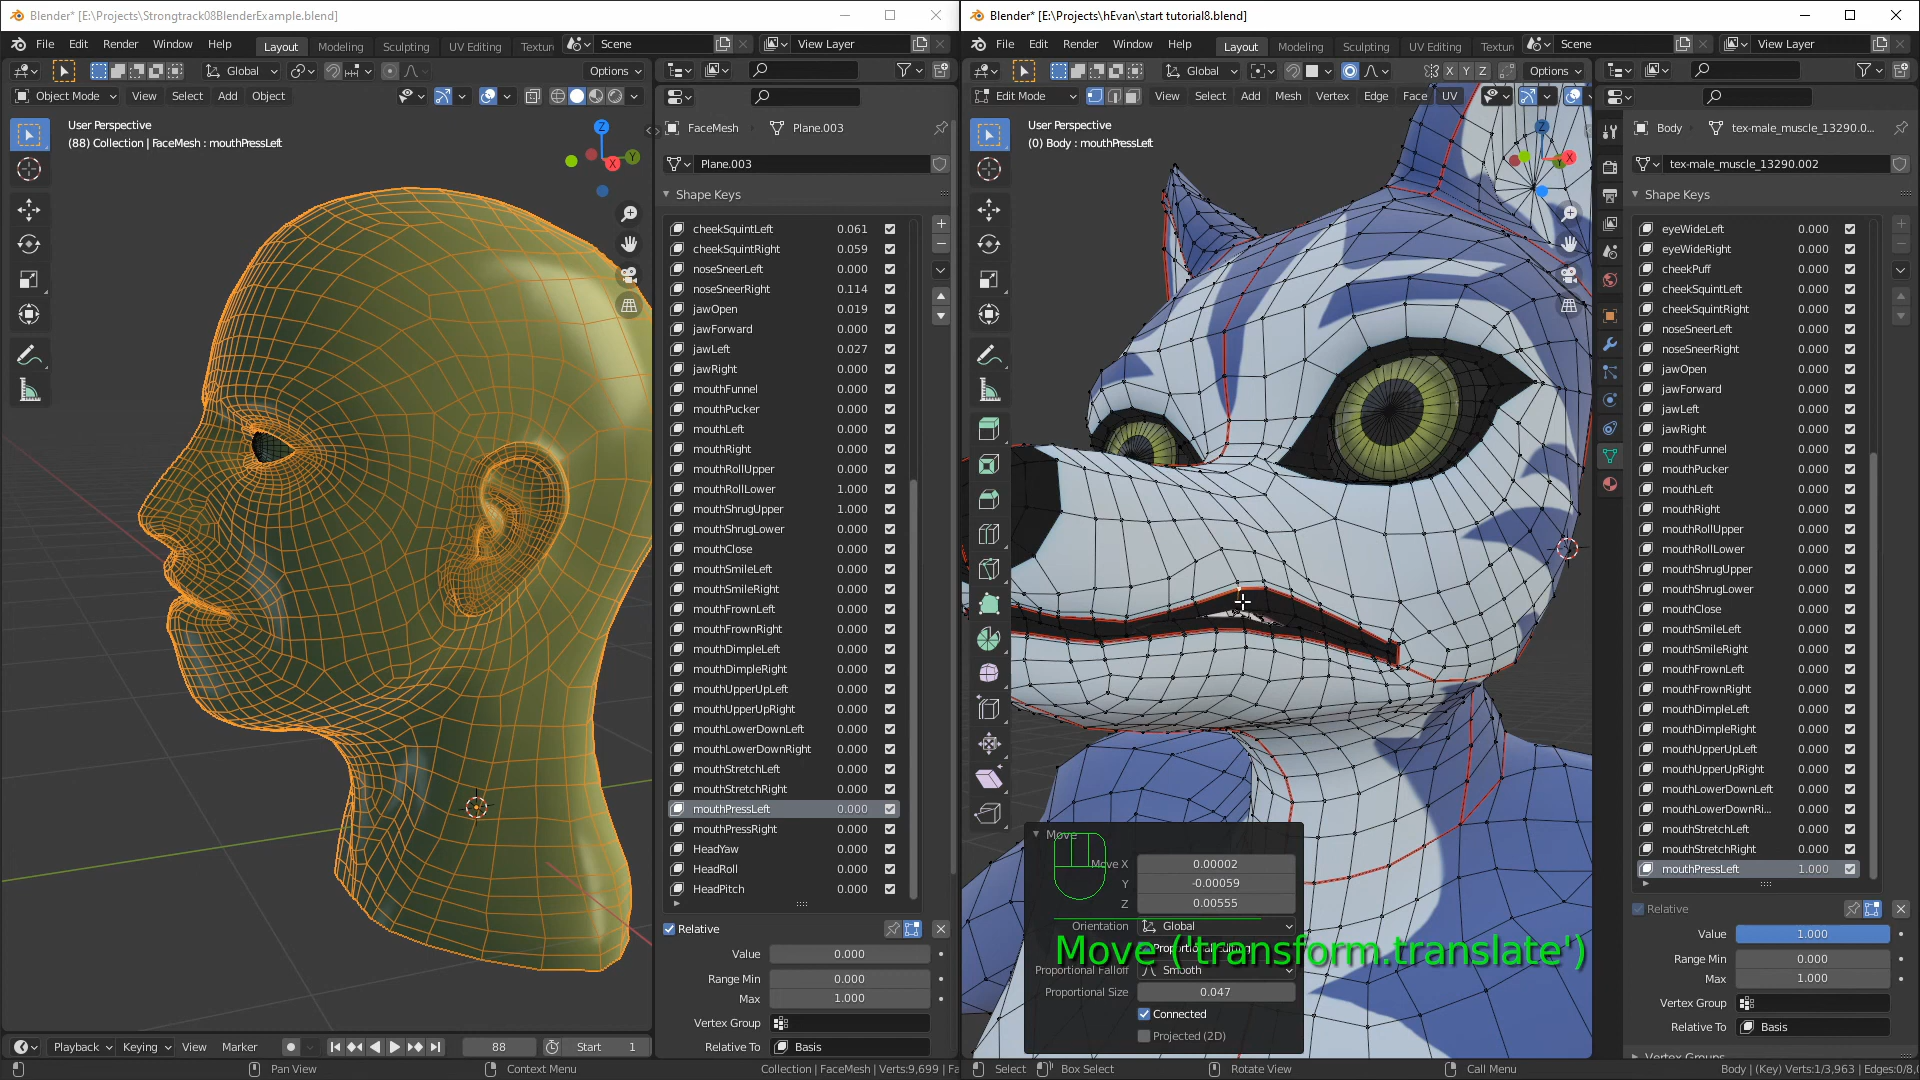 Blender* [E:\Projects\Strongtrack08BlenderExample.blend]
File Edit Render Window Help Layout Modeling Sculpting UV Editing Textur Scene View Layer
Global Options
Object Mode View Select Add Object
User Perspective
(88) Collection | FaceMesh : mouthPressLeft
Z
Y
X
FaceMesh Plane.003
Plane.003
Shape Keys
cheekSquintLeft 0.061
cheekSquintRight 0.059
noseSneerLeft 0.000
noseSneerRight 0.114
jawOpen 0.019
jawForward 0.000
jawLeft 0.027
jawRight 0.000
mouthFunnel 0.000
mouthPucker 0.000
mouthLeft 0.000
mouthRight 0.000
mouthRollUpper 0.000
mouthRollLower 1.000
mouthShrugUpper 1.000
mouthShrugLower 0.000
mouthClose 0.000
mouthSmileLeft 0.000
mouthSmileRight 0.000
mouthFrownLeft 0.000
mouthFrownRight 0.000
mouthDimpleLeft 0.000
mouthDimpleRight 0.000
mouthUpperUpLeft 0.000
mouthUpperUpRight 0.000
mouthLowerDownLeft 0.000
mouthLowerDownRight 0.000
mouthStretchLeft 0.000
mouthStretchRight 0.000
mouthPressLeft 0.000
mouthPressRight 0.000
HeadYaw 0.000
HeadRoll 0.000
HeadPitch 0.000
Relative
Value 0.000
Range Min 0.000
Max 1.000
Vertex Group
Relative To Basis
Playback Keying View Marker 88 Start 1
Pan View Context Menu Collection | FaceMesh | Verts:9,699 | Fa
Blender* [E:\Projects\hEvan\start tutorial8.blend]
File Edit Render Window Help Layout Modeling Sculpting UV Editing Textur Scene View Layer
Global X Y Z Options
Edit Mode View Select Add Mesh Vertex Edge Face UV
User Perspective
(0) Body : mouthPressLeft
Z
X
Y
Body tex-male_muscle_13290.0...
tex-male_muscle_13290.002
Shape Keys
eyeWideLeft 0.000
eyeWideRight 0.000
cheekPuff 0.000
cheekSquintLeft 0.000
cheekSquintRight 0.000
noseSneerLeft 0.000
noseSneerRight 0.000
jawOpen 0.000
jawForward 0.000
jawLeft 0.000
jawRight 0.000
mouthFunnel 0.000
mouthPucker 0.000
mouthLeft 0.000
mouthRight 0.000
mouthRollUpper 0.000
mouthRollLower 0.000
mouthShrugUpper 0.000
mouthShrugLower 0.000
mouthClose 0.000
mouthSmileLeft 0.000
mouthSmileRight 0.000
mouthFrownLeft 0.000
mouthFrownRight 0.000
mouthDimpleLeft 0.000
mouthDimpleRight 0.000
mouthUpperUpLeft 0.000
mouthUpperUpRight 0.000
mouthLowerDownLeft 0.000
mouthLowerDownRi... 0.000
mouthStretchLeft 0.000
mouthStretchRight 0.000
mouthPressLeft 1.000
Relative
Value 1.000
Range Min 0.000
Max 1.000
Vertex Group
Relative To Basis
Move
Move X 0.00002
Y -0.00059
Z 0.00555
Orientation Global
Move ('transform.translate')
Proportional Falloff Smooth
Proportional Size 0.047
Connected
Projected (2D)
Select Box Select Rotate View Call Menu Body | (Key) Verts:1/3,963 | Edges:0/8,